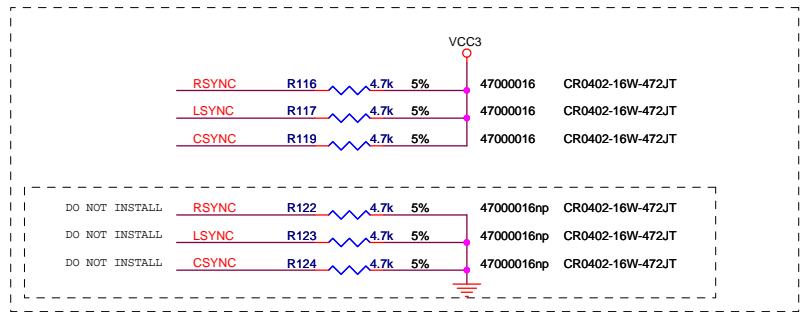 VCC3
RSYNC R116 4.7k 5% 47000016 CR0402-16W-472JT
LSYNC R117 4.7k 5% 47000016 CR0402-16W-472JT
CSYNC R119 4.7k 5% 47000016 CR0402-16W-472JT
DO NOT INSTALL RSYNC R122 4.7k 5% 47000016np CR0402-16W-472JT
DO NOT INSTALL LSYNC R123 4.7k 5% 47000016np CR0402-16W-472JT
DO NOT INSTALL CSYNC R124 4.7k 5% 47000016np CR0402-16W-472JT